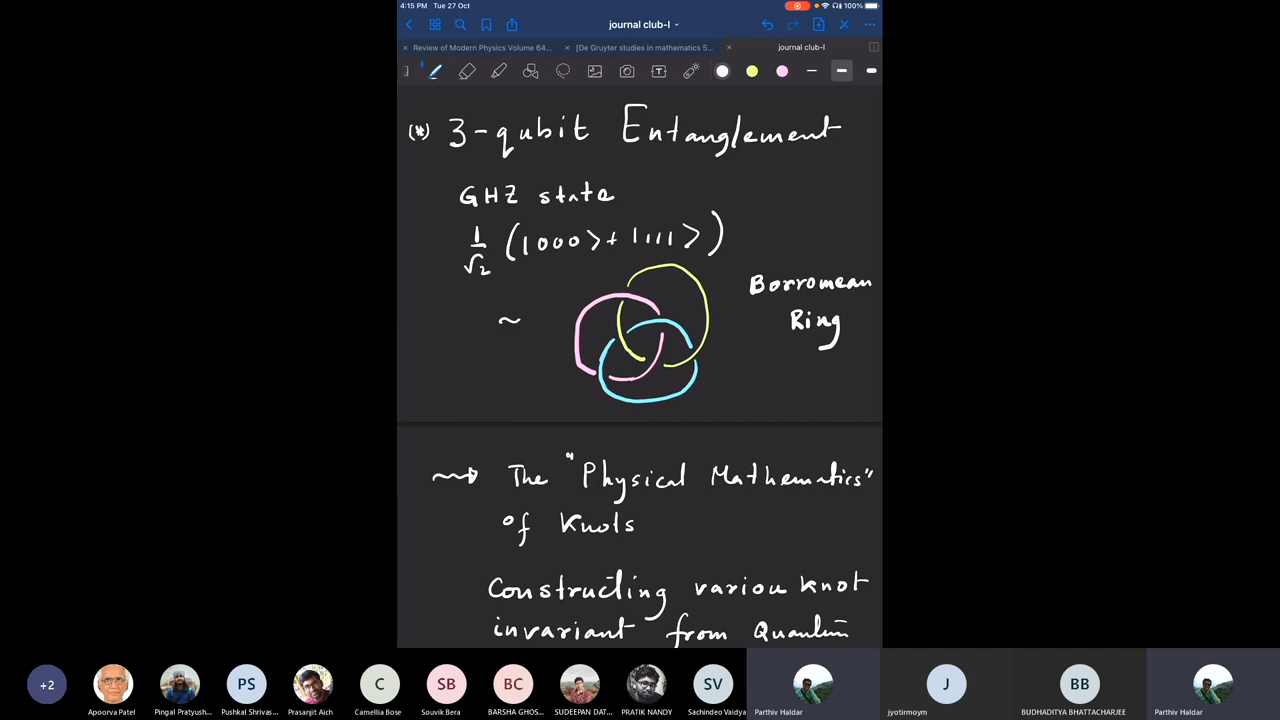 4:15 PM Tue 27 Oct
100%
journal club-I
Review of Modern Physics Volume 64...
[De Gruyter studies in mathematics 5...
journal club-I
(*) 3-qubit Entanglement
GHZ state
1/√2 (|000> + |111>)
~
Borromean
Ring
The "Physical Mathematics"
of Knots
Constructing variou knot
invariant from Quantum
+2
PS
C
SB
BC
SV
J
BB
Apoorva Patel
Pingal Pratyush...
Pushkal Shrivas...
Prasanjit Aich
Camellia Bose
Souvik Bera
BARSHA GHOS...
SUDEEPAN DAT...
PRATIK NANDY
Sachindeo Vaidya
Parthiv Haldar
jyotirmoym
BUDHADITYA BHATTACHARJEE
Parthiv Haldar